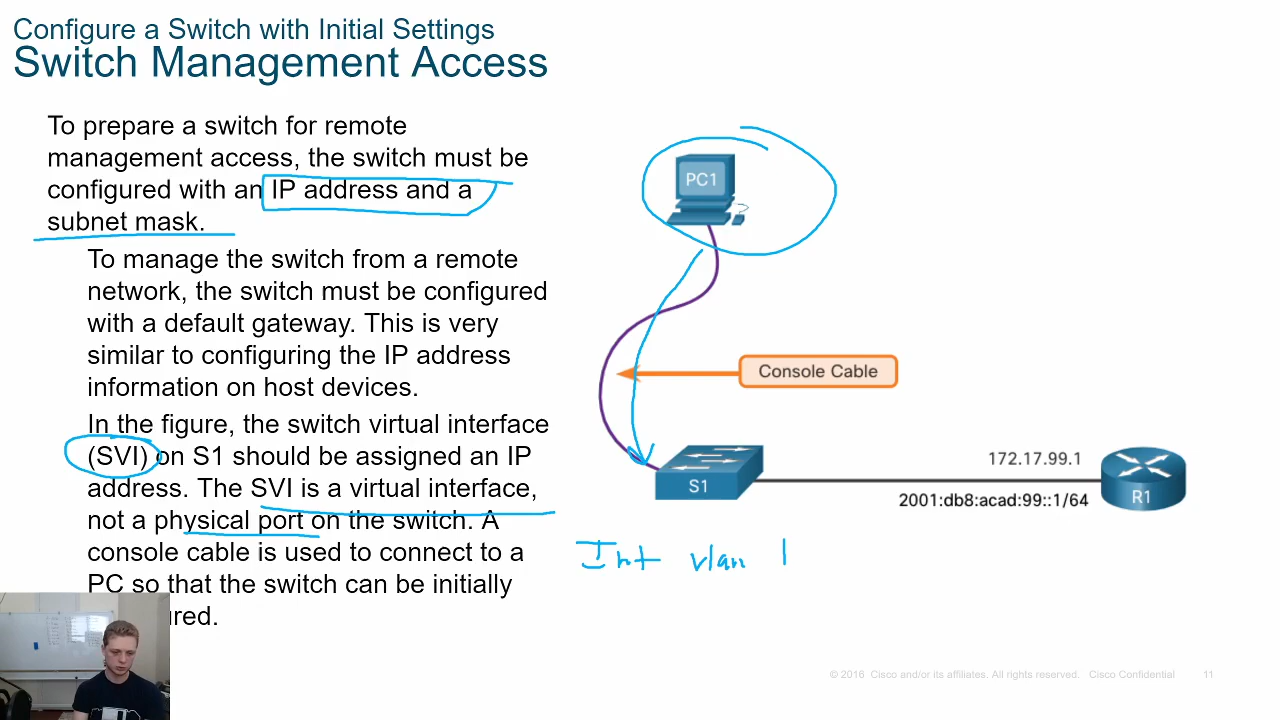 Configure a Switch with Initial Settings
Switch Management Access
To prepare a switch for remote
management access, the switch must be
configured with an IP address and a
subnet mask.
To manage the switch from a remote
network, the switch must be configured
with a default gateway. This is very
similar to configuring the IP address
information on host devices.
In the figure, the switch virtual interface
(SVI) on S1 should be assigned an IP
address. The SVI is a virtual interface,
not a physical port on the switch. A
console cable is used to connect to a
PC so that the switch can be initially
ured.
PC1
Console Cable
S1
172.17.99.1
2001:db8:acad:99::1/64
R1
Int vlan 1
© 2016 Cisco and/or its affiliates. All rights reserved. Cisco Confidential 11